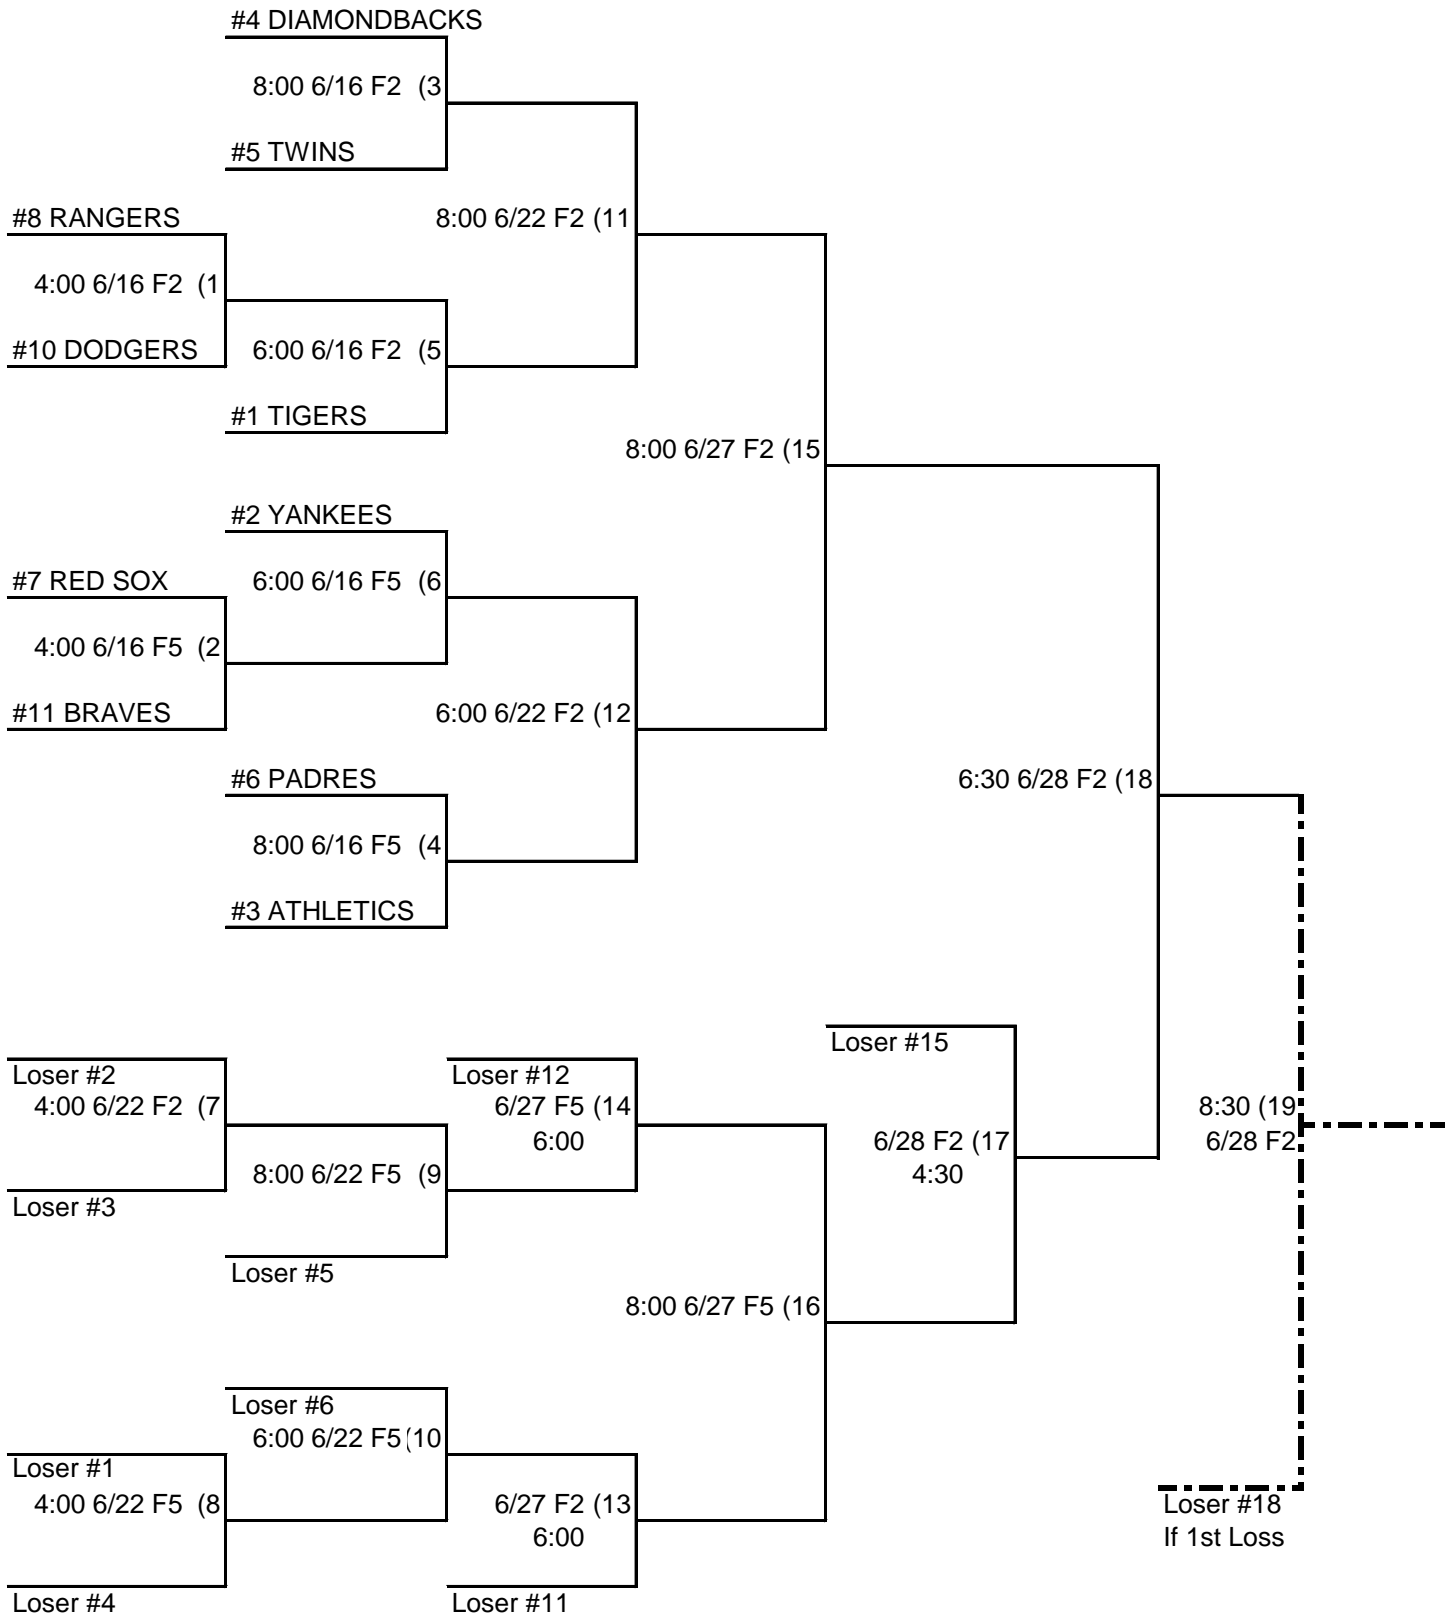 #4 DIAMONDBACKS
8:00 6/16 F2 (3
#5 TWINS
#8 RANGERS
8:00 6/22 F2 (11
4:00 6/16 F2 (1
#10 DODGERS
6:00 6/16 F2 (5
#1 TIGERS
8:00 6/27 F2 (15
#2 YANKEES
#7 RED SOX
6:00 6/16 F5 (6
4:00 6/16 F5 (2
#11 BRAVES
6:00 6/22 F2 (12
#6 PADRES
6:30 6/28 F2 (18
8:00 6/16 F5 (4
#3 ATHLETICS
Loser #15
Loser #2
Loser #12
4:00 6/22 F2 (7
6/27 F5 (14
6:00
8:30 (19
6/28 F2
6/28 F2 (17
4:30
8:00 6/22 F5 (9
Loser #3
Loser #5
8:00 6/27 F5 (16
Loser #6
6:00 6/22 F5 (10
Loser #1
4:00 6/22 F5 (8
6/27 F2 (13
6:00
Loser #18
If 1st Loss
Loser #4
Loser #11